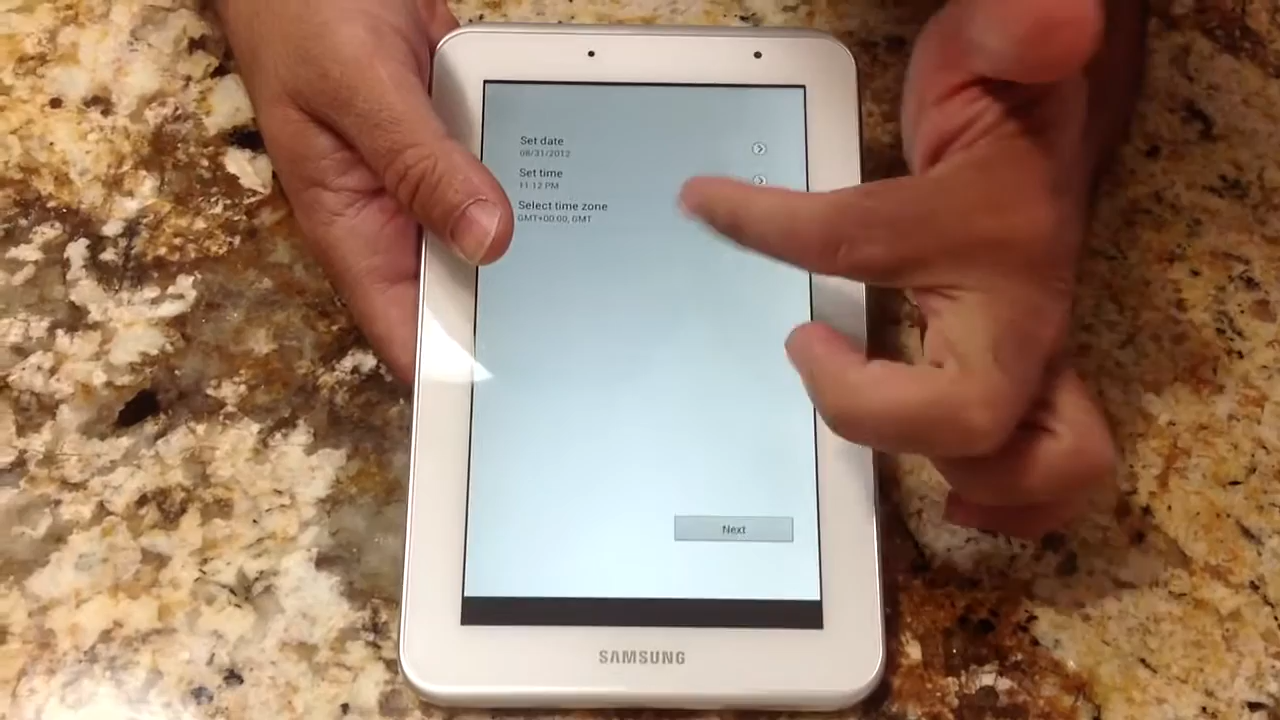 Set date
08/31/2012
Set time
11:12 PM
Select time zone
GMT+00:00, GMT
Next
SAMSUNG